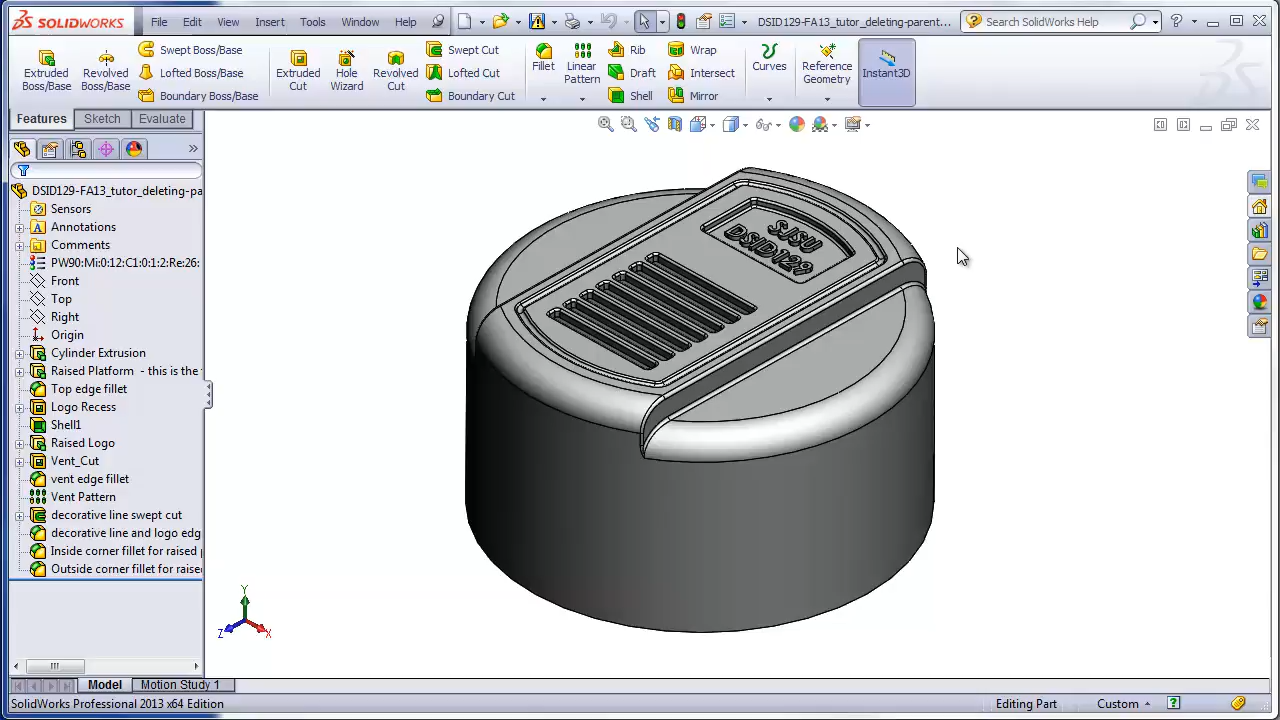 SOLIDWORKS File Edit View Insert Tools Window Help DSID129-FA13_tutor_deleting-parent... Search SolidWorks Help
Extruded Boss/Base
Revolved Boss/Base
Swept Boss/Base
Lofted Boss/Base
Boundary Boss/Base
Extruded Cut
Hole Wizard
Revolved Cut
Swept Cut
Lofted Cut
Boundary Cut
Fillet
Linear Pattern
Rib
Draft
Shell
Wrap
Intersect
Mirror
Curves
Reference Geometry
Instant3D
Features Sketch Evaluate
DSID129-FA13_tutor_deleting-pa
Sensors
Annotations
Comments
PW90:Mi:0:12:C1:0:1:2:Re:26:
Front
Top
Right
Origin
Cylinder Extrusion
Raised Platform - this is the
Top edge fillet
Logo Recess
Shell1
Raised Logo
Vent_Cut
vent edge fillet
Vent Pattern
decorative line swept cut
decorative line and logo edg
Inside corner fillet for raised
Outside corner fillet for raise
SJSU
DSID129
Y
Z
X
Model Motion Study 1
SolidWorks Professional 2013 x64 Edition Editing Part Custom